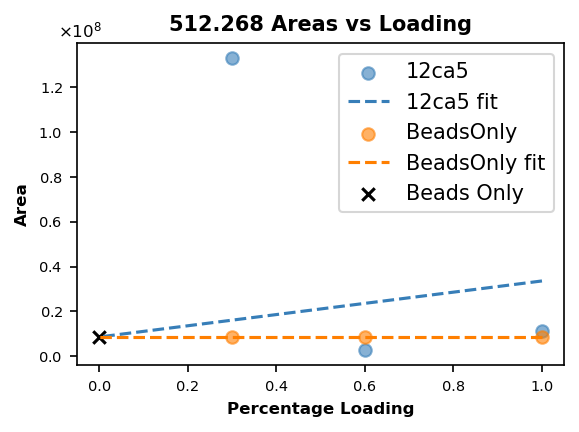 512.268 Areas vs Loading
×10⁸
12ca5
12ca5 fit
BeadsOnly
BeadsOnly fit
Beads Only
1.2
1.0
0.8
0.6
0.4
0.2
0.0
Area
0.0 0.2 0.4 0.6 0.8 1.0
Percentage Loading